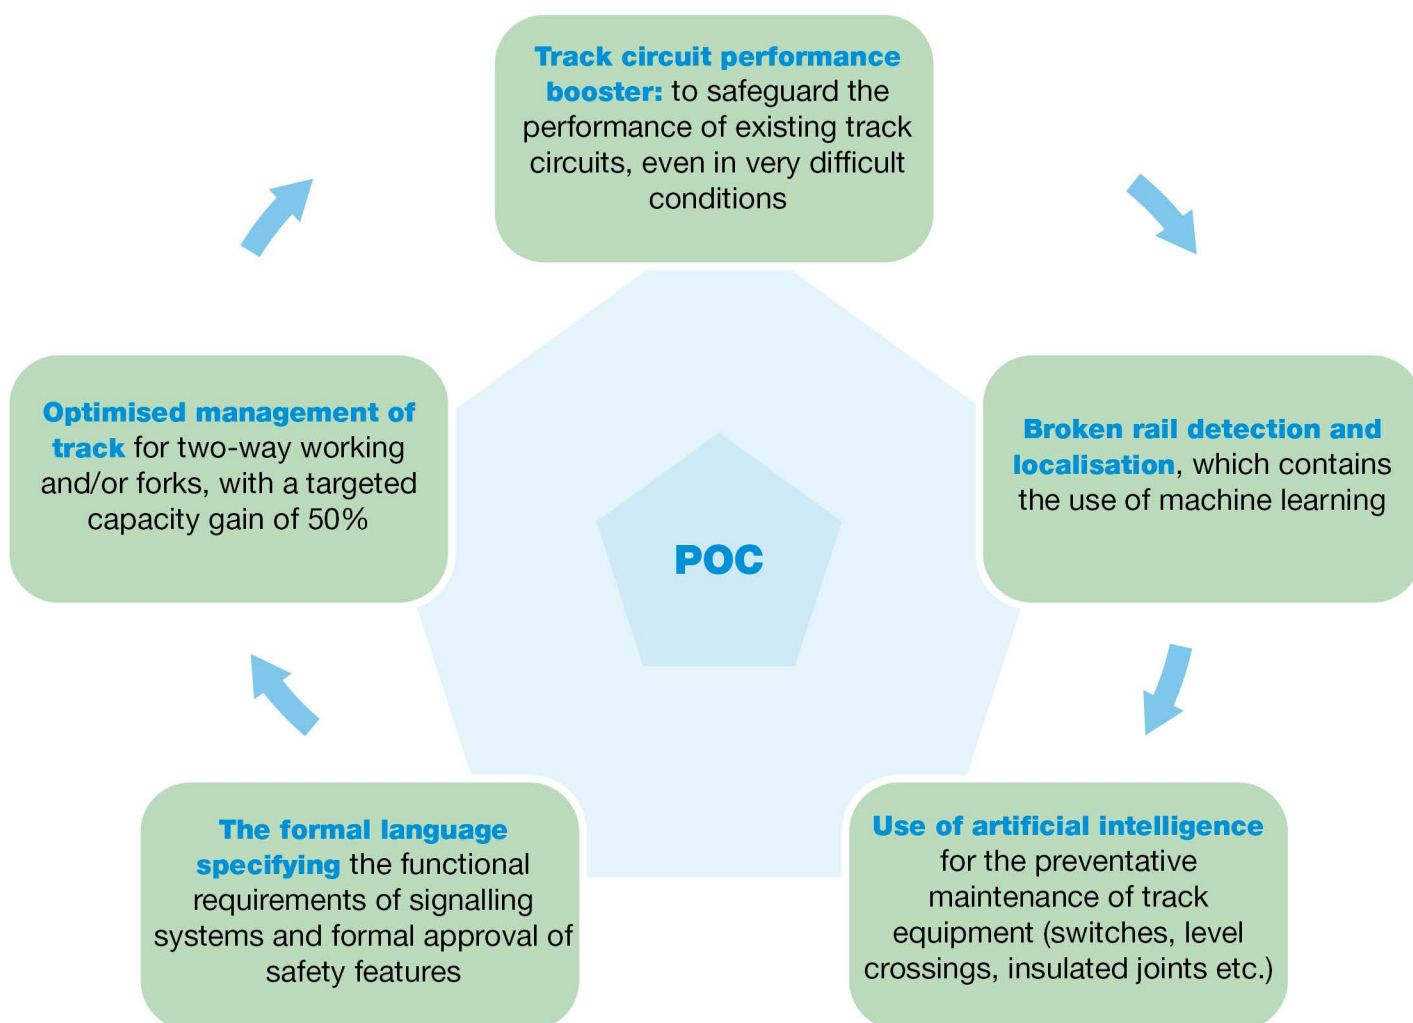 Track circuit performance
booster: to safeguard the
performance of existing track
circuits, even in very difficult
conditions
Optimised management of
track for two-way working
and/or forks, with a targeted
capacity gain of 50%
Broken rail detection and
localisation, which contains
the use of machine learning
POC
The formal language
specifying the functional
requirements of signalling
systems and formal approval of
safety features
Use of artificial intelligence
for the preventative
maintenance of track
equipment (switches, level
crossings, insulated joints etc.)